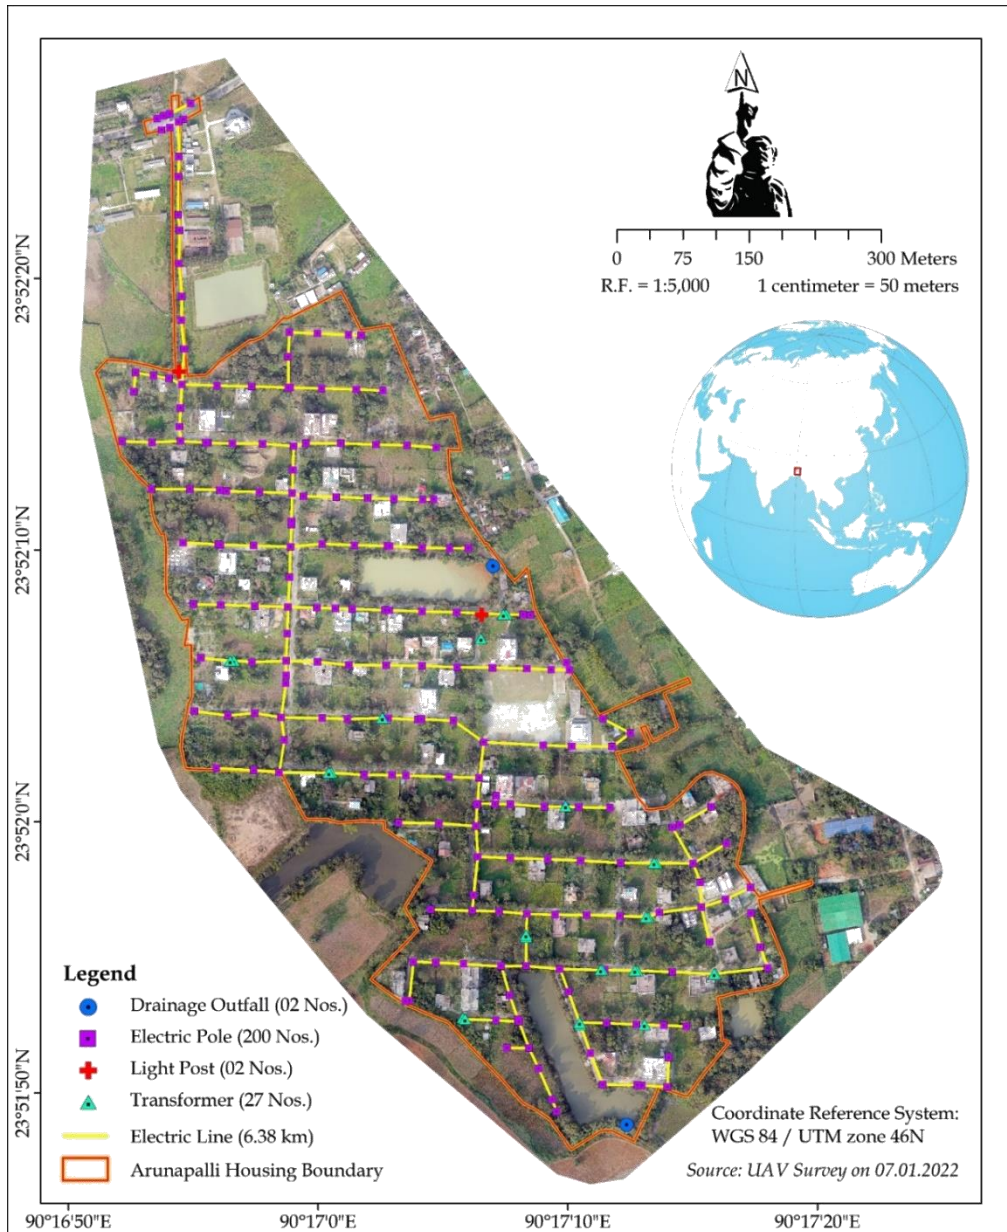 N
0 75 150 300 Meters
R.F. = 1:5,000 1 centimeter = 50 meters
23°52'20"N
23°52'10"N
23°52'0"N
23°51'50"N
Legend
Drainage Outfall (02 Nos.)
Electric Pole (200 Nos.)
Light Post (02 Nos.)
Transformer (27 Nos.)
Electric Line (6.38 km)
Arunapalli Housing Boundary
Coordinate Reference System:
WGS 84 / UTM zone 46N
Source: UAV Survey on 07.01.2022
90°16'50"E 90°17'0"E 90°17'10"E 90°17'20"E